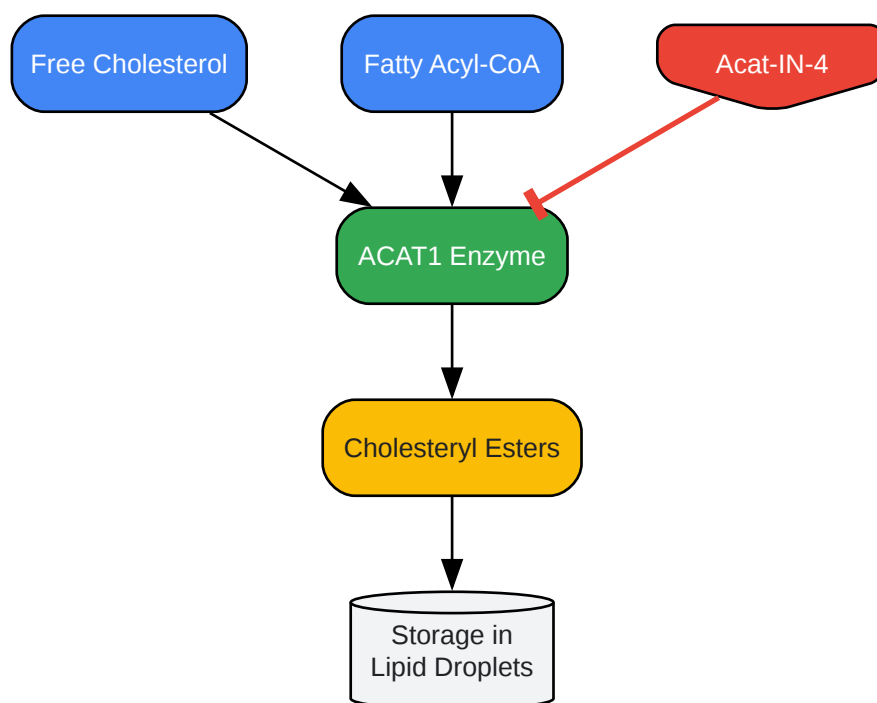 Free Cholesterol
Fatty Acyl-CoA
Acat-IN-4
ACAT1 Enzyme
Cholesteryl Esters
Storage in
Lipid Droplets